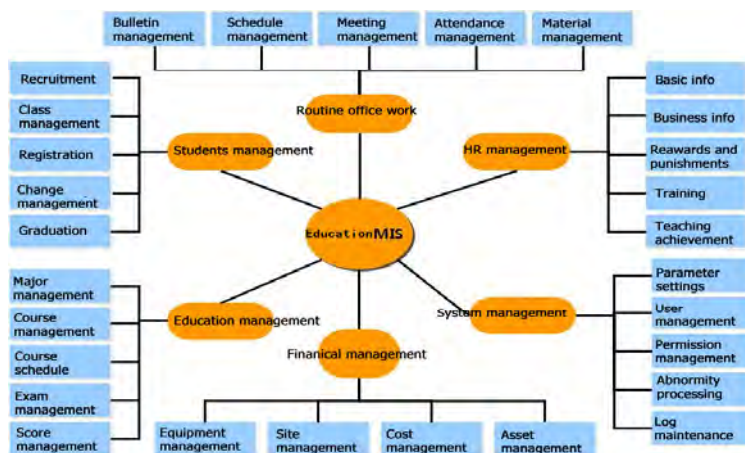 Bulletin
management
Schedule
management
Meeting
management
Attendance
management
Material
management
Routine office work
Recruitment
Class
management
Registration
Change
management
Graduation
Students management
HR management
Basic info
Business info
Reawards and
punishments
Training
Teaching
achievement
EducationMIS
Major
management
Course
management
Course
schedule
Exam
management
Score
management
Education management
Finanical management
System management
Parameter
settings
User
management
Permission
management
Abnormity
processing
Log
maintenance
Equipment
management
Site
management
Cost
management
Asset
management